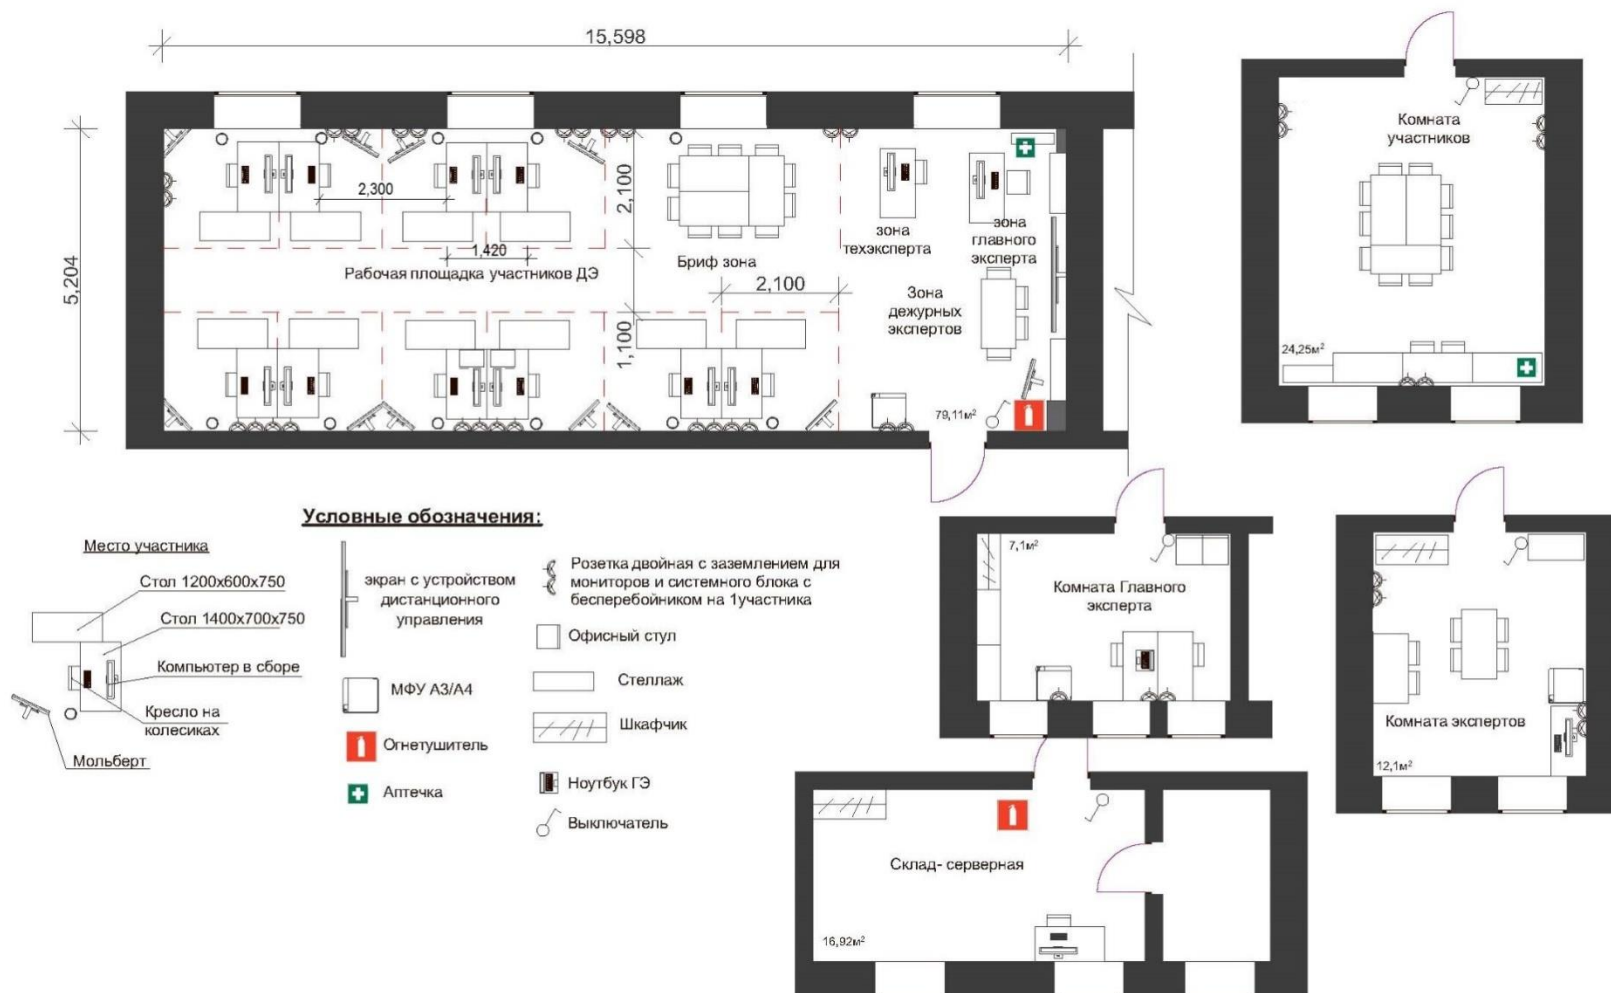 15,598
5,204
2,300
2,100
1,420
Рабочая площадка участников ДЭ
Бриф зона
2,100
1,100
зона
техэксперта
зона
главного
эксперта
Зона
дежурных
экспертов
79,11м²
Комната
участников
24,25м²
Условные обозначения:
Место участника
Стол 1200х600х750
Стол 1400х700х750
Компьютер в сборе
Кресло на
колесиках
Мольберт
экран с устройством
дистанционного
управления
МФУ А3/А4
Огнетушитель
Аптечка
Розетка двойная с заземлением для
мониторов и системного блока с
бесперебойником на 1участника
Офисный стул
Стеллаж
Шкафчик
Ноутбук ГЭ
Выключатель
7,1м²
Комната Главного
эксперта
Комната экспертов
12,1м²
Склад- серверная
16,92м²